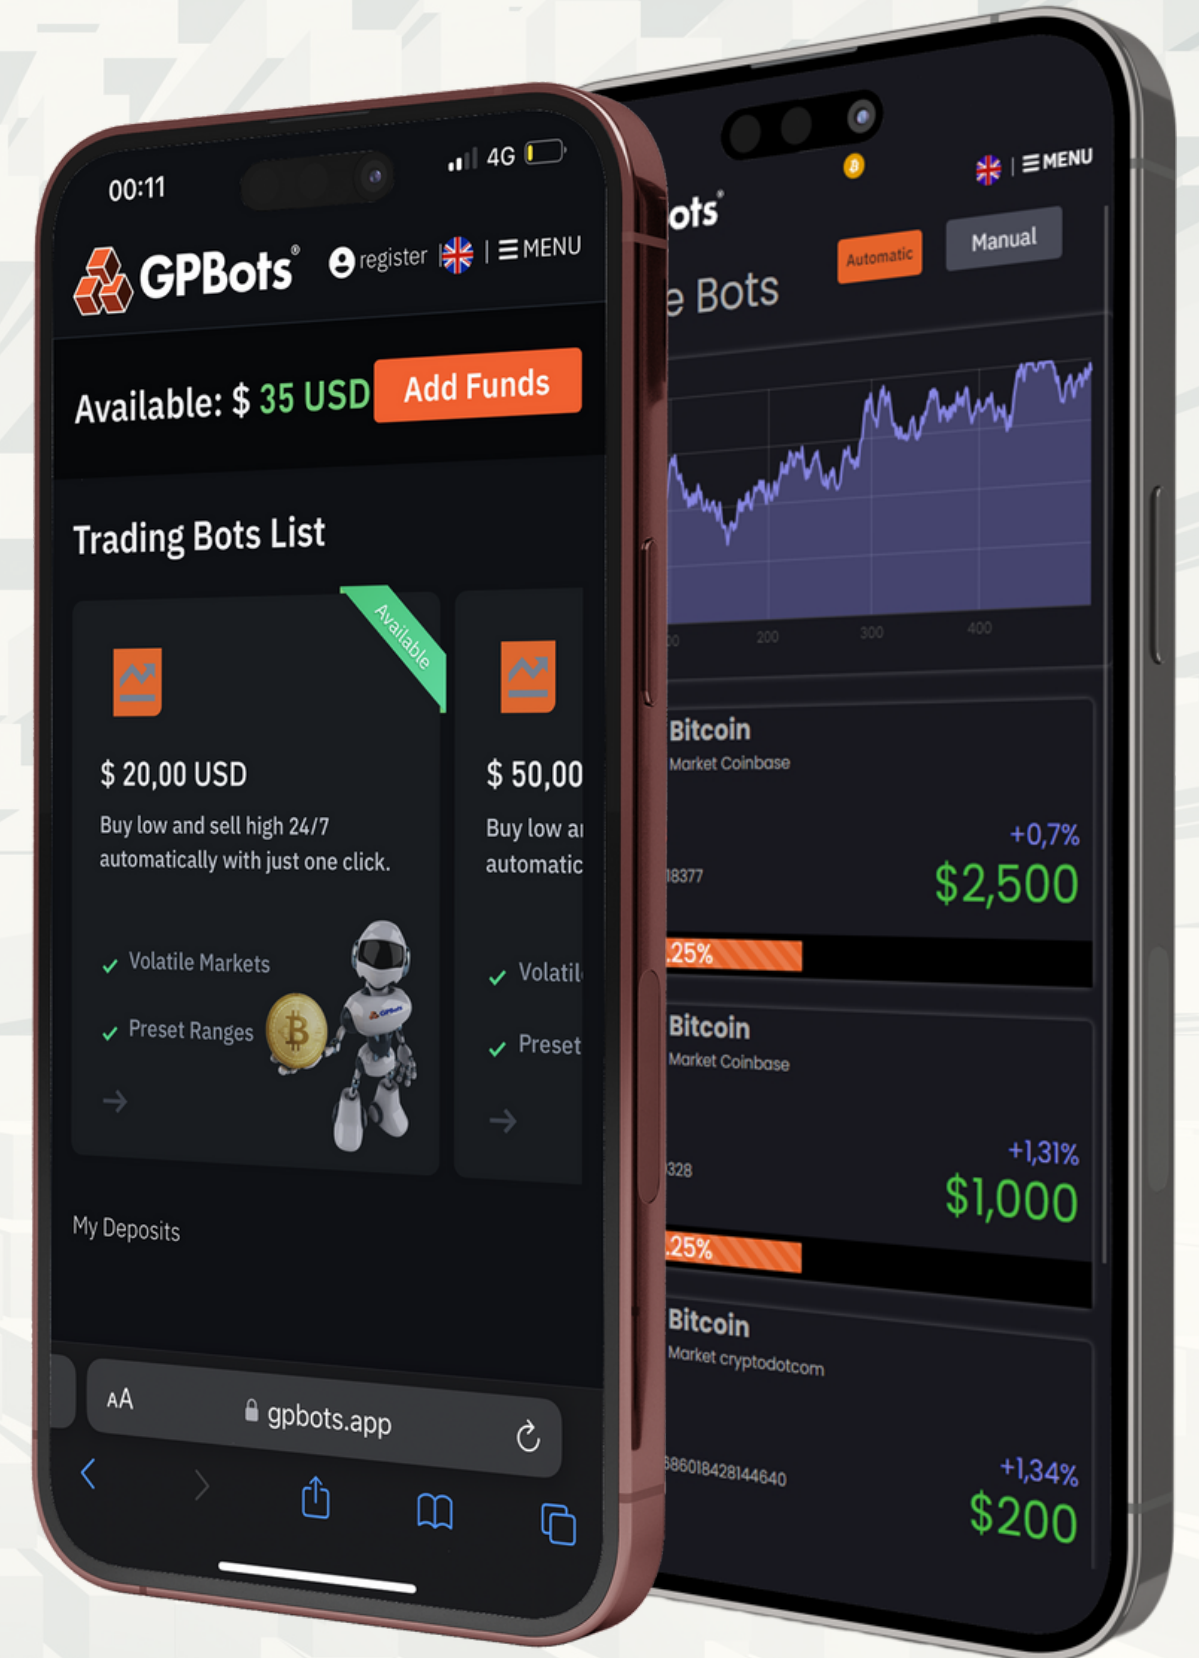 00:11
4G
GPBots®
register | | MENU
Available: $ 35 USD
Add Funds
Trading Bots List
Available
$ 20,00 USD
Buy low and sell high 24/7
automatically with just one click.
Volatile Markets
Preset Ranges
GPBots
$ 50,00
Buy low
automatic
Volatil
Preset
My Deposits
AA
gpbots.app
ots®
| MENU
e Bots
Automatic
Manual
00
200
300
400
Bitcoin
Market Coinbase
+0,7%
18377
$2,500
.25%
Bitcoin
Market Coinbase
+1,31%
328
$1,000
.25%
Bitcoin
Market cryptodotcom
+1,34%
686018428144640
$200